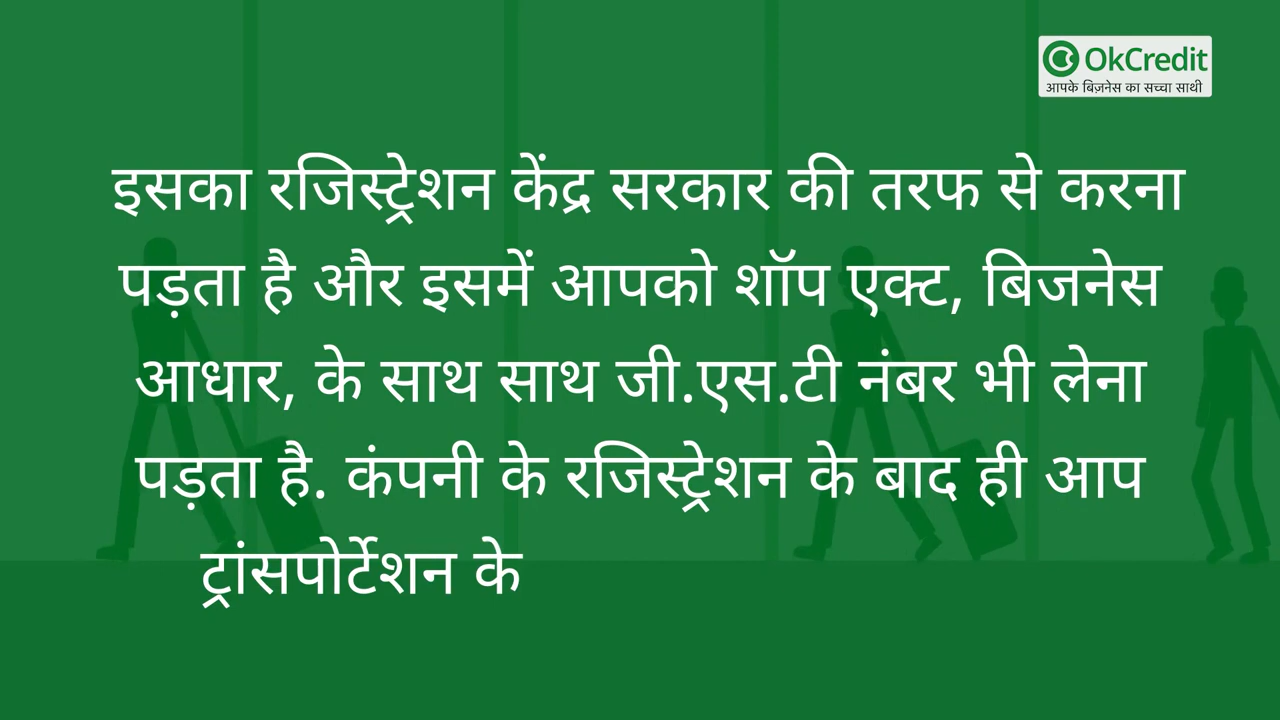 OkCredit
आपके बिज़नेस का सच्चा साथी
इसका रजिस्ट्रेशन केंद्र सरकार की तरफ से करना
पड़ता है और इसमें आपको शॉप एक्ट, बिजनेस
आधार, के साथ साथ जी.एस.टी नंबर भी लेना
पड़ता है. कंपनी के रजिस्ट्रेशन के बाद ही आप
ट्रांसपोर्टेशन के